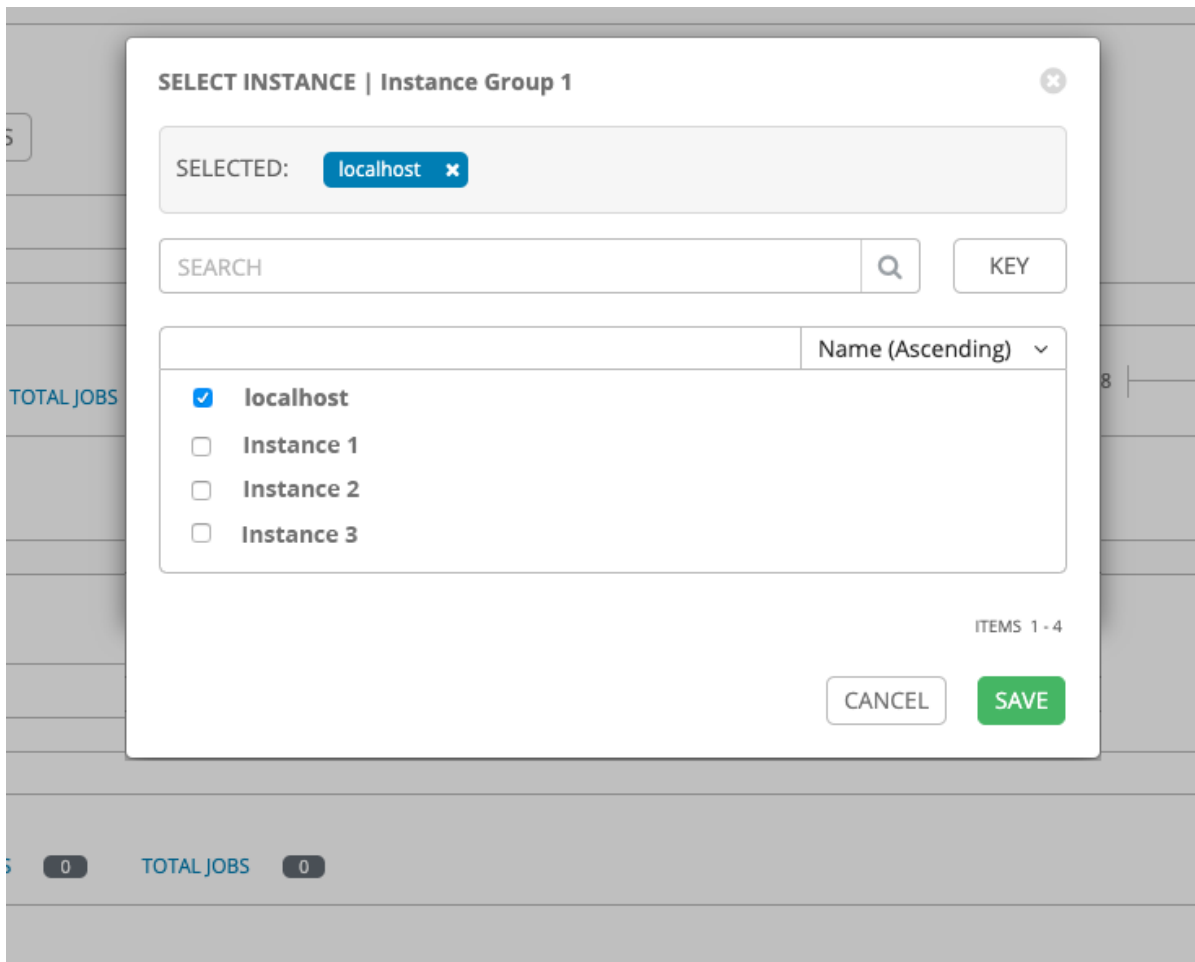 SELECT INSTANCE | Instance Group 1
S
SELECTED: localhost
SEARCH KEY
Name (Ascending)
TOTAL JOBS
8
localhost
Instance 1
Instance 2
Instance 3
ITEMS 1 - 4
CANCEL SAVE
S 0 TOTAL JOBS 0